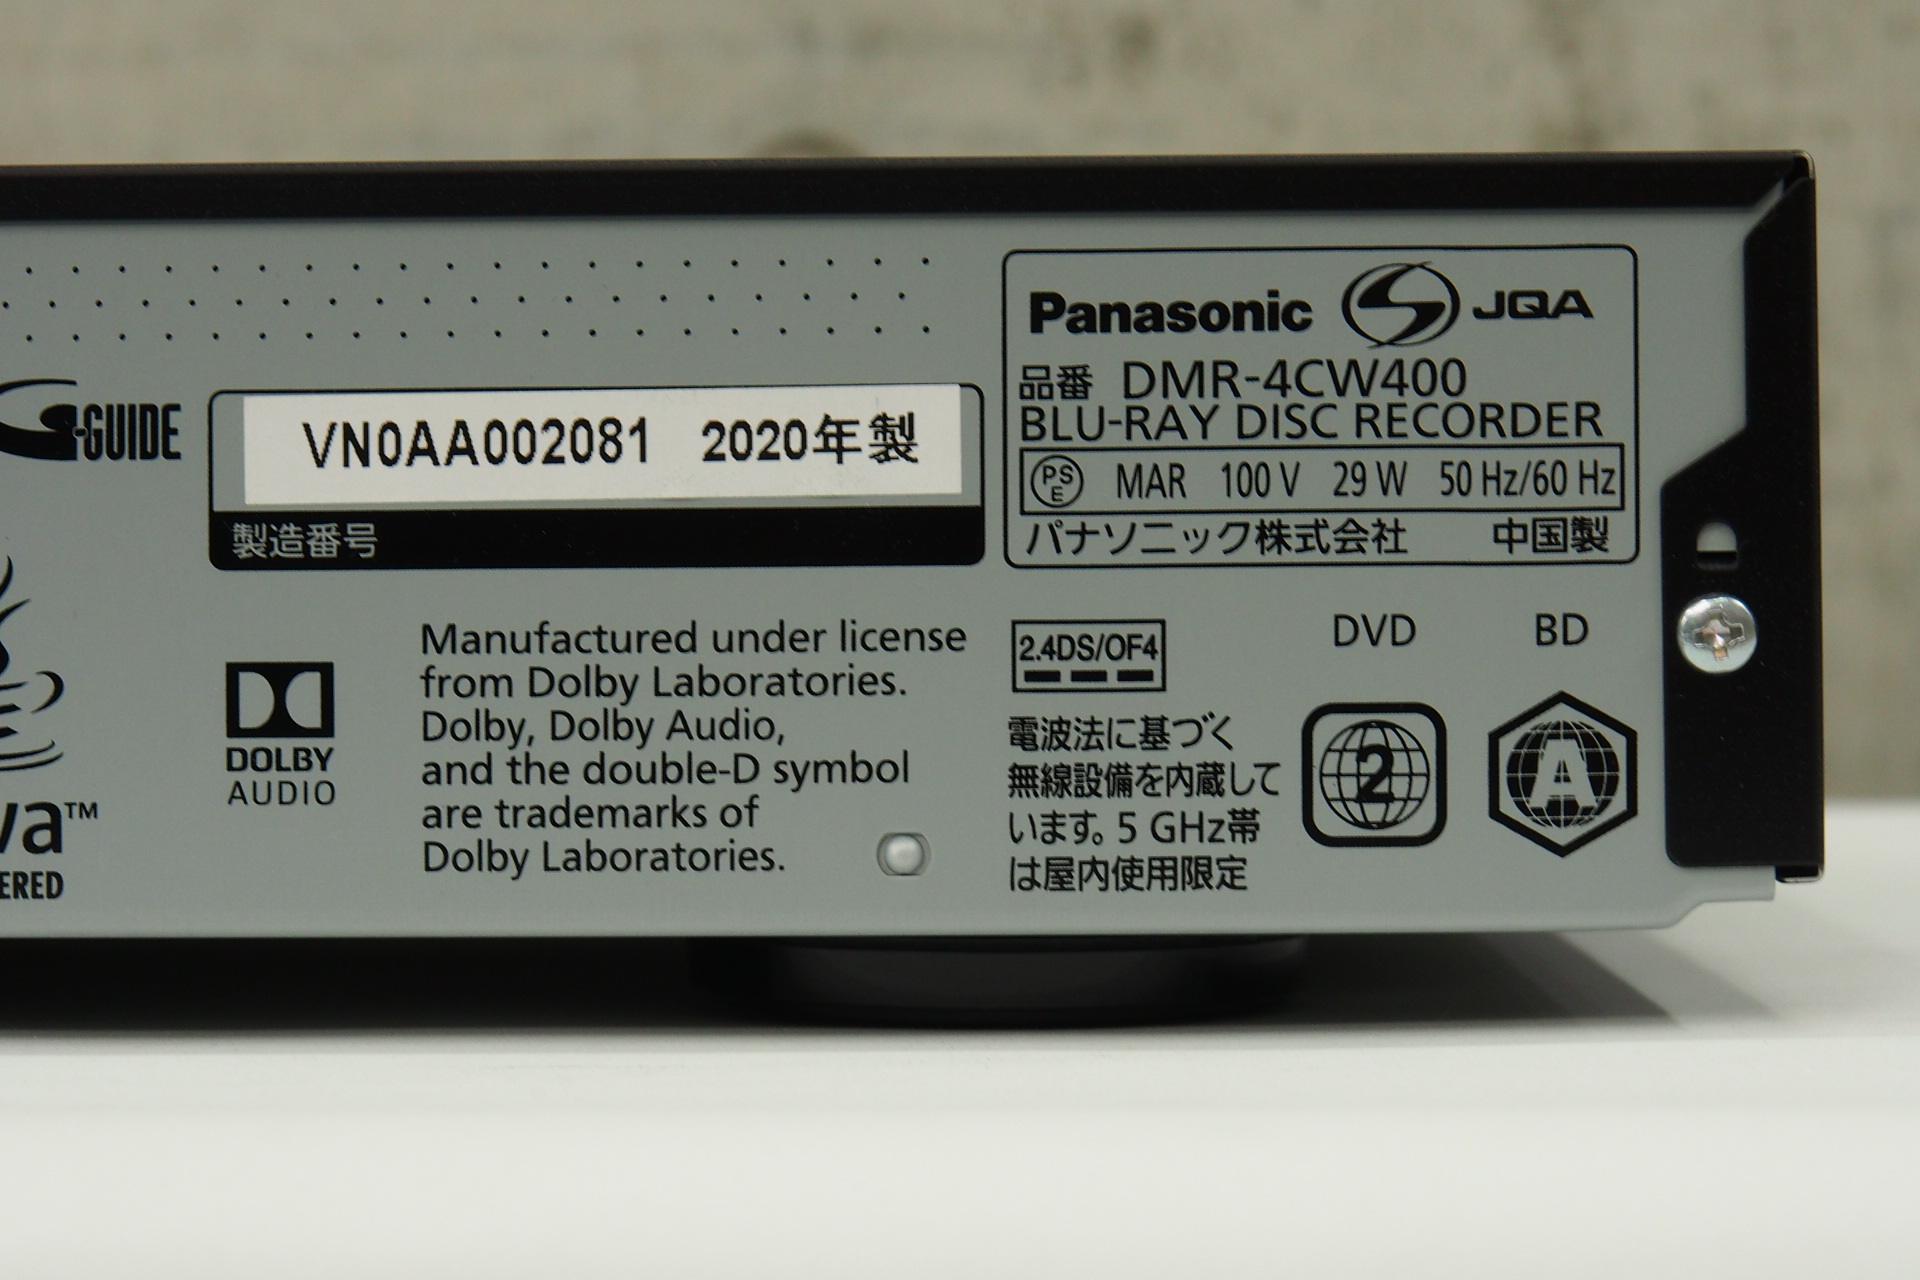 G-GUIDE
VN0AA002081 2020年製
製造番号
Panasonic JQA
品番 DMR-4CW400
BLU-RAY DISC RECORDER
PS E MAR 100 V 29 W 50 Hz/60 Hz
パナソニック株式会社 中国製
va™
ERED
DOLBY
AUDIO
Manufactured under license
from Dolby Laboratories.
Dolby, Dolby Audio,
and the double-D symbol
are trademarks of
Dolby Laboratories.
2.4DS/OF4
電波法に基づく
無線設備を内蔵して
います。5 GHz帯
は屋内使用限定
DVD
2
BD
A